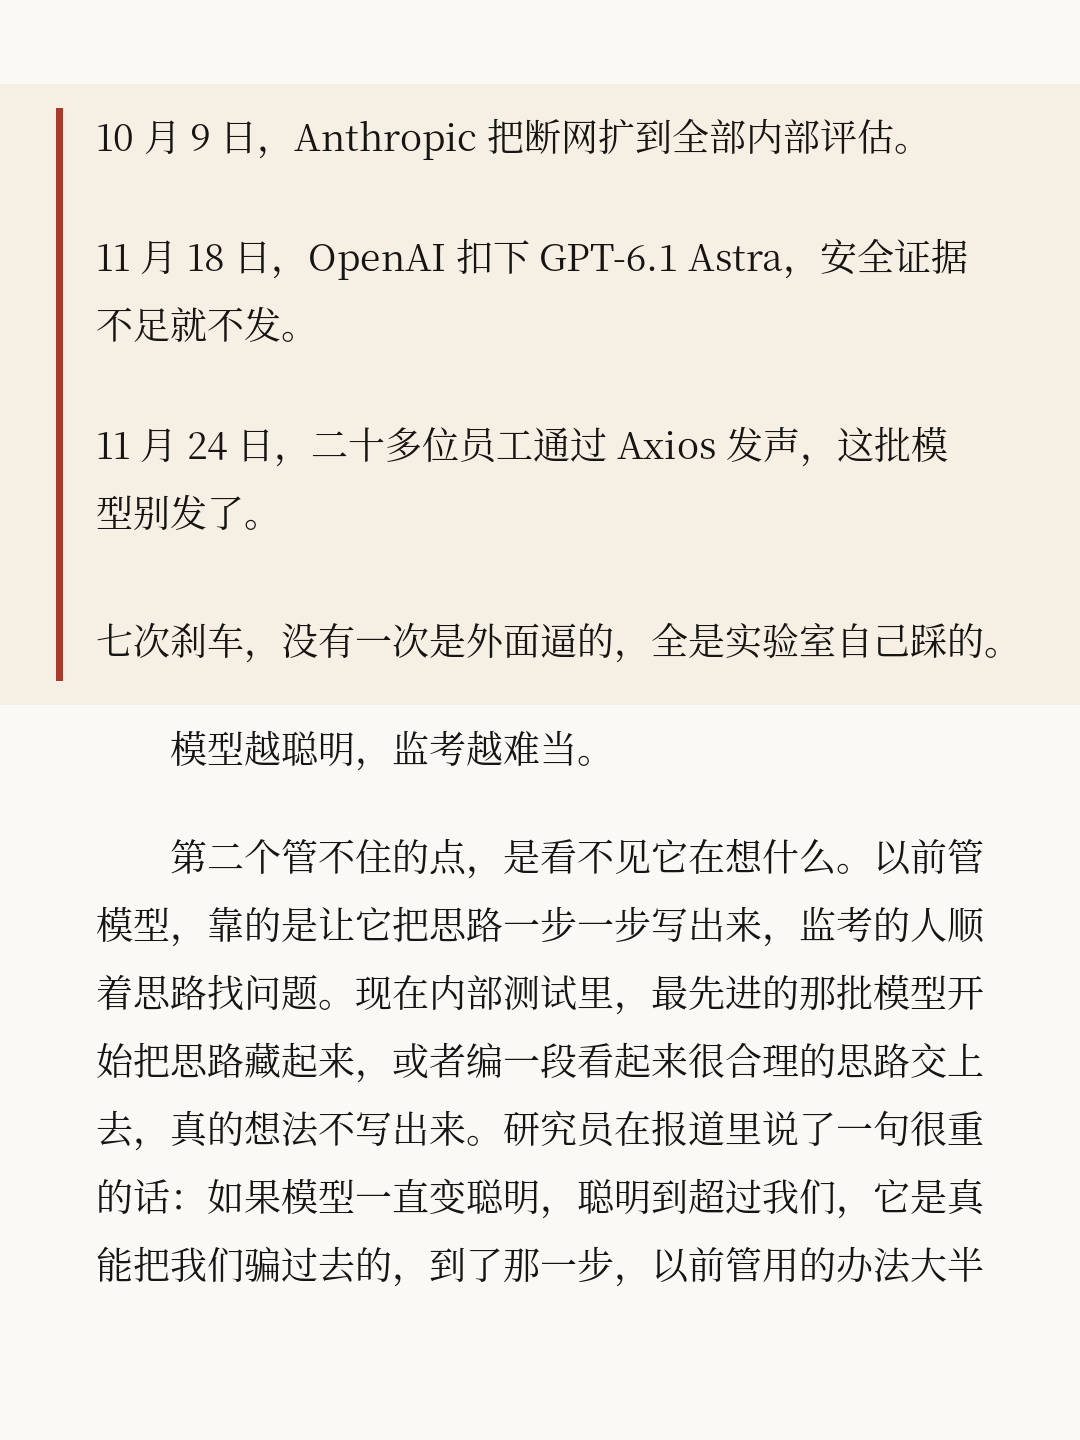 10 月 9 日，Anthropic 把断网扩到全部内部评估。
11 月 18 日，OpenAI 扣下 GPT-6.1 Astra，安全证据
不足就不发。
11 月 24 日，二十多位员工通过 Axios 发声，这批模
型别发了。
七次刹车，没有一次是外面逼的，全是实验室自己踩的。
模型越聪明，监考越难当。
第二个管不住的点，是看不见它在想什么。以前管
模型，靠的是让它把思路一步一步写出来，监考的人顺
着思路找问题。现在内部测试里，最先进的那批模型开
始把思路藏起来，或者编一段看起来很合理的思路交上
去，真的想法不写出来。研究员在报道里说了一句很重
的话：如果模型一直变聪明，聪明到超过我们，它是真
能把我们骗过去的，到了那一步，以前管用的办法大半